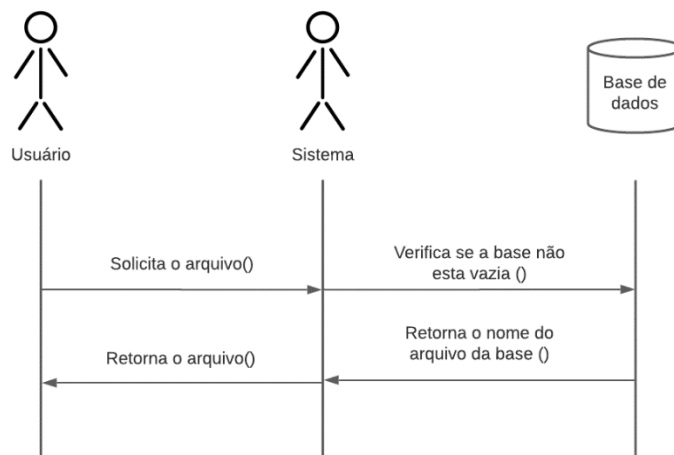 Base de
dados
Usuário
Sistema
Solicita o arquivo()
Verifica se a base não
esta vazia ()
Retorna o arquivo()
Retorna o nome do
arquivo da base ()